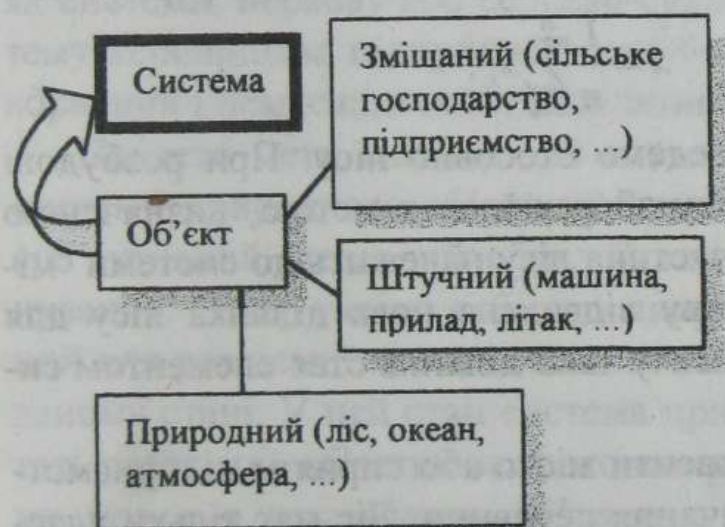 Система
Змішаний (сільське
господарство,
підприємство, ...)
Об'єкт
Штучний (машина,
прилад, літак, ...)
Природний (ліс, океан,
атмосфера, ...)